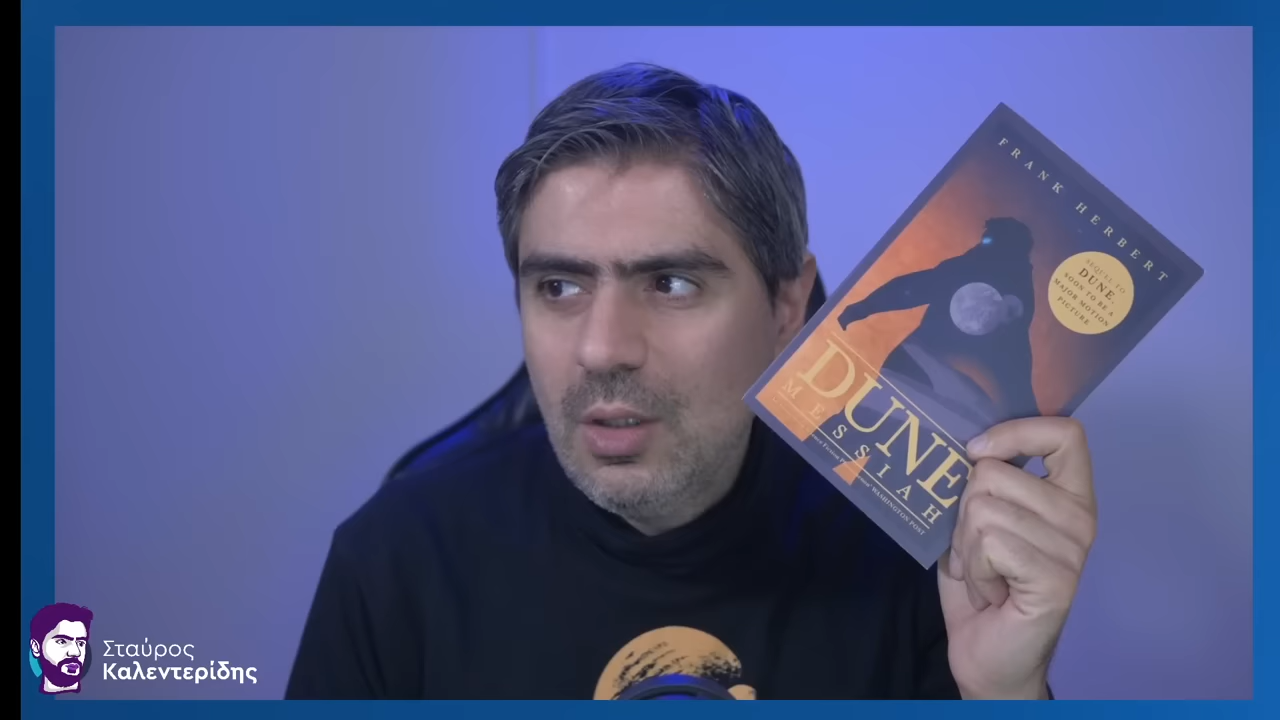 FRANK HERBERT
SEQUEL TO
DUNE,
SOON TO BE A
MAJOR MOTION
PICTURE
DUNE
MESSIAH
WASHINGTON POST
Σταύρος
Καλεντερίδης